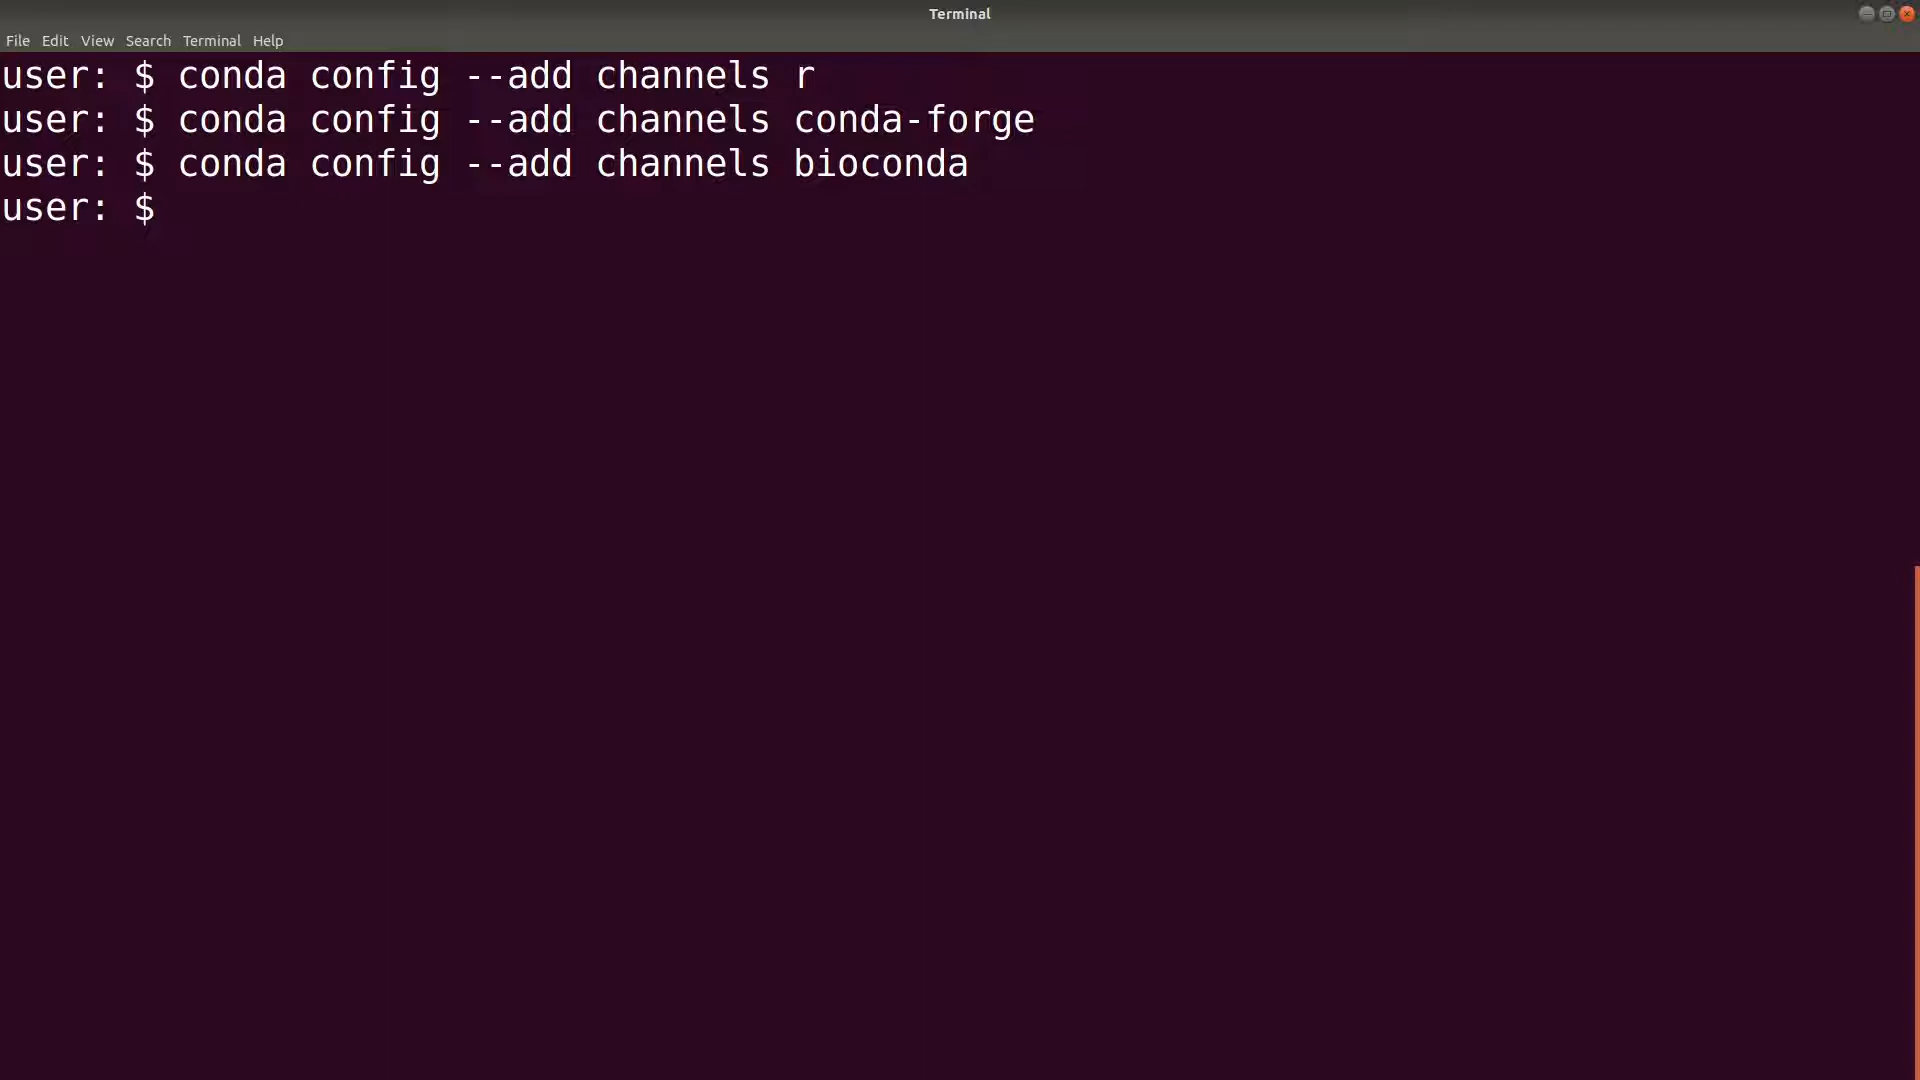 Terminal
File Edit View Search Terminal Help
user: $ conda config --add channels r
user: $ conda config --add channels conda-forge
user: $ conda config --add channels bioconda
user: $